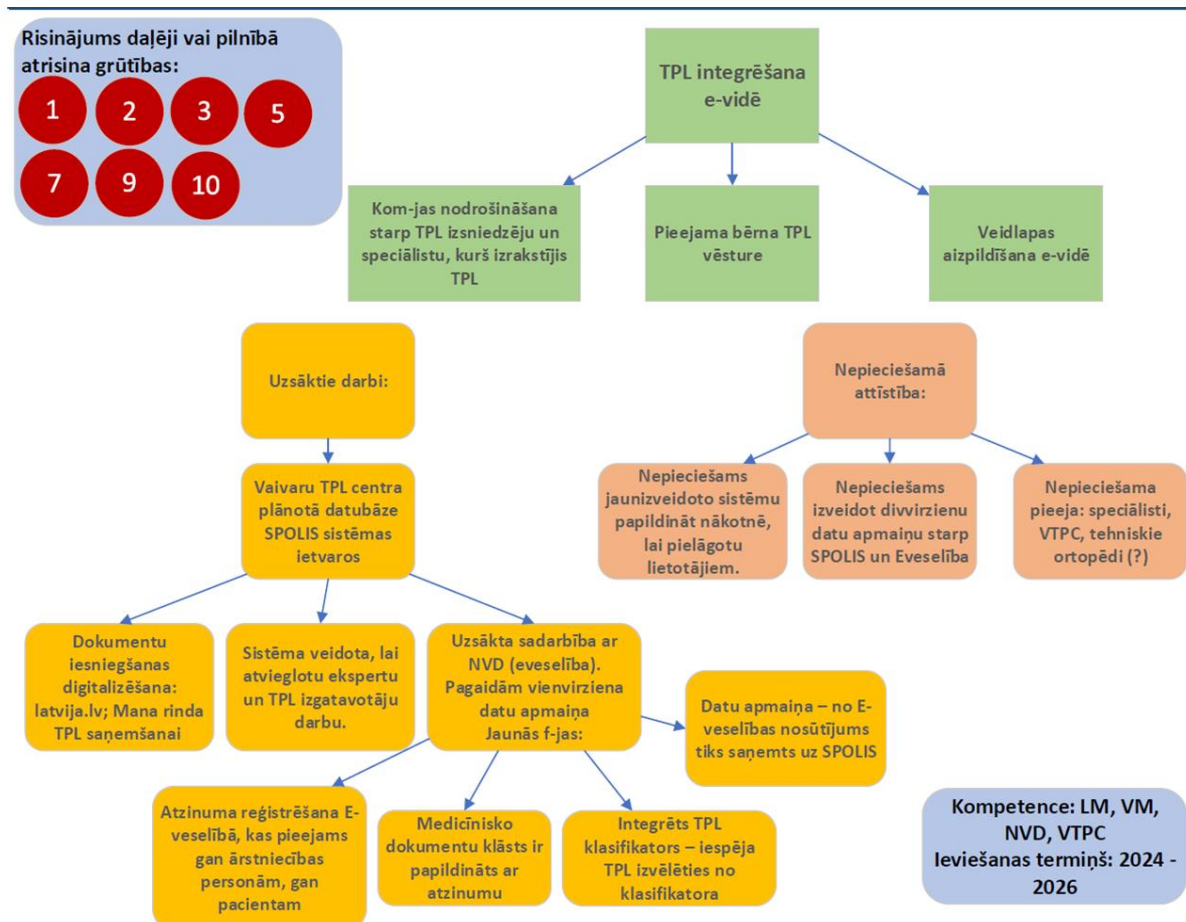 Risinājums daļēji vai pilnībā
atrisina grūtības:
1
2
3
5
7
9
10
TPL integrēšana
e-vidē
Kom-jas nodrošināšana
starp TPL izsniedzēju un
speciālistu, kurš izrakstījis
TPL
Pieejama bērna TPL
vēsture
Veidlapas
aizpildīšana e-vidē
Uzsāktie darbi:
Nepieciešamā
attīstība:
Vaivaru TPL centra
plānotā datubāze
SPOLIS sistēmas
ietvaros
Nepieciešams
jaunizveidoto sistēmu
papildināt nākotnē,
lai pielāgotu
lietotājiem.
Nepieciešams
izveidot divvirzienu
datu apmaiņu starp
SPOLIS un Eveselība
Nepieciešama
pieeja: speciālisti,
VTPC, tehniskie
ortopēdi (?)
Dokumentu
iesniegšanas
digitalizēšana:
latvija.lv; Mana rinda
TPL saņemšanai
Sistēma veidota, lai
atvieglotu ekspertu
un TPL izgatavotāju
darbu.
Uzsākta sadarbība ar
NVD (eveselība).
Pagaidām vienvirziena
datu apmaiņa
Jaunās f-jas:
Datu apmaiņa – no E-
veselības nosūtījums
tiks saņemts uz SPOLIS
Atzinuma reģistrēšana E-
veselībā, kas pieejams
gan ārstniecības
personām, gan
pacientam
Medicīnisko
dokumentu klāsts ir
papildināts ar
atzinumu
Integrēts TPL
klasifikators – iespēja
TPL izvēlēties no
klasifikatora
Kompetence: LM, VM,
NVD, VTPC
Ieviešanas termiņš: 2024 -
2026